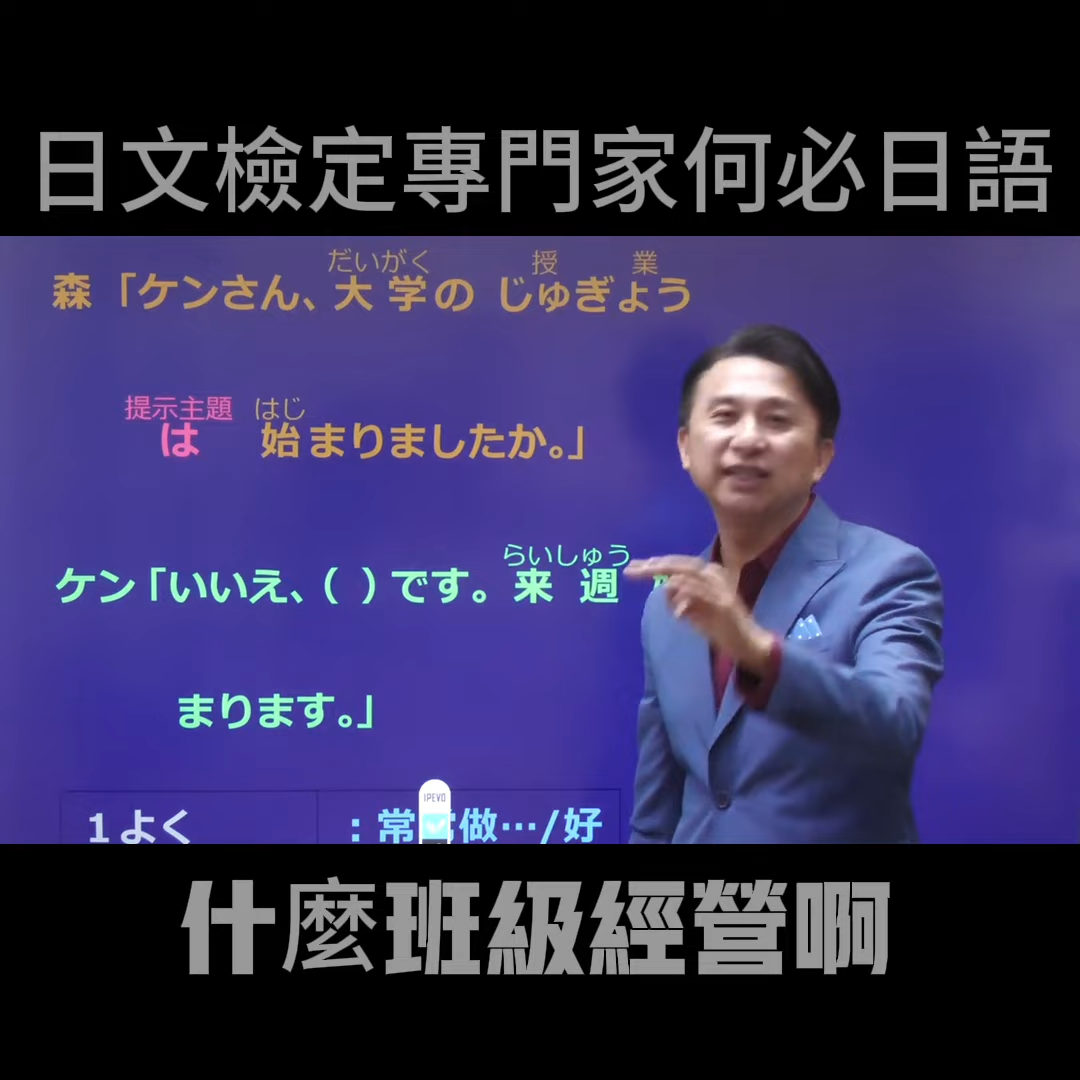 日文檢定專門家何必日語
だいがく 授 業
森「ケンさん、大学の じゅぎょう
提示主題 はじ
は 始まりましたか。」
らいしゅう
ケン「いいえ、( )です。来週
まります。」
IPEVO
1よく :常常做…/好
什麼班級經營啊